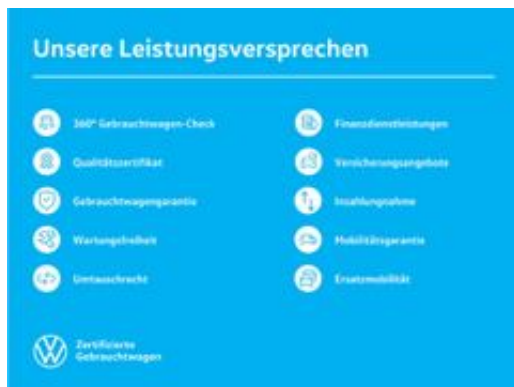 Unsere Leistungsversprechen
360° Gebrauchtwagen-Check
Qualitätszertifikat
Gebrauchtwagengarantie
Wartungsfreiheit
Umtauschrecht
Finanzdienstleistungen
Versicherungsangebote
Inzahlungnahme
Mobilitätsgarantie
Ersatzmobilität
Zertifizierte
Gebrauchtwagen